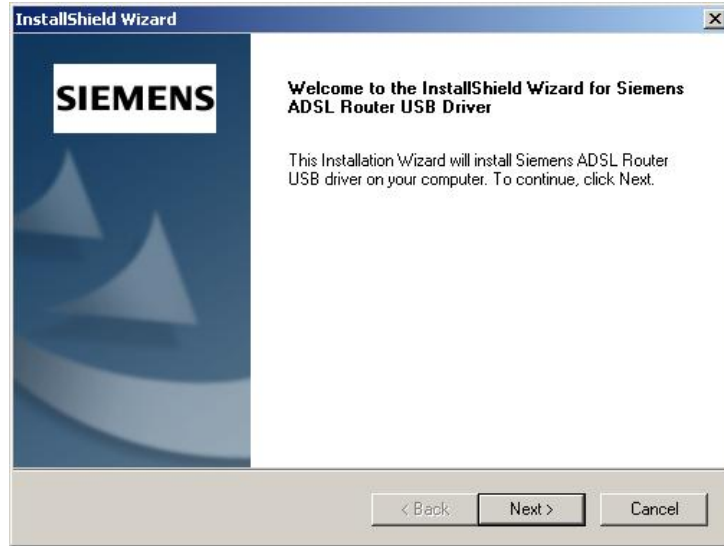 InstallShield Wizard
SIEMENS
Welcome to the InstallShield Wizard for Siemens
ADSL Router USB Driver
This Installation Wizard will install Siemens ADSL Router
USB driver on your computer. To continue, click Next.
< Back
Next >
Cancel